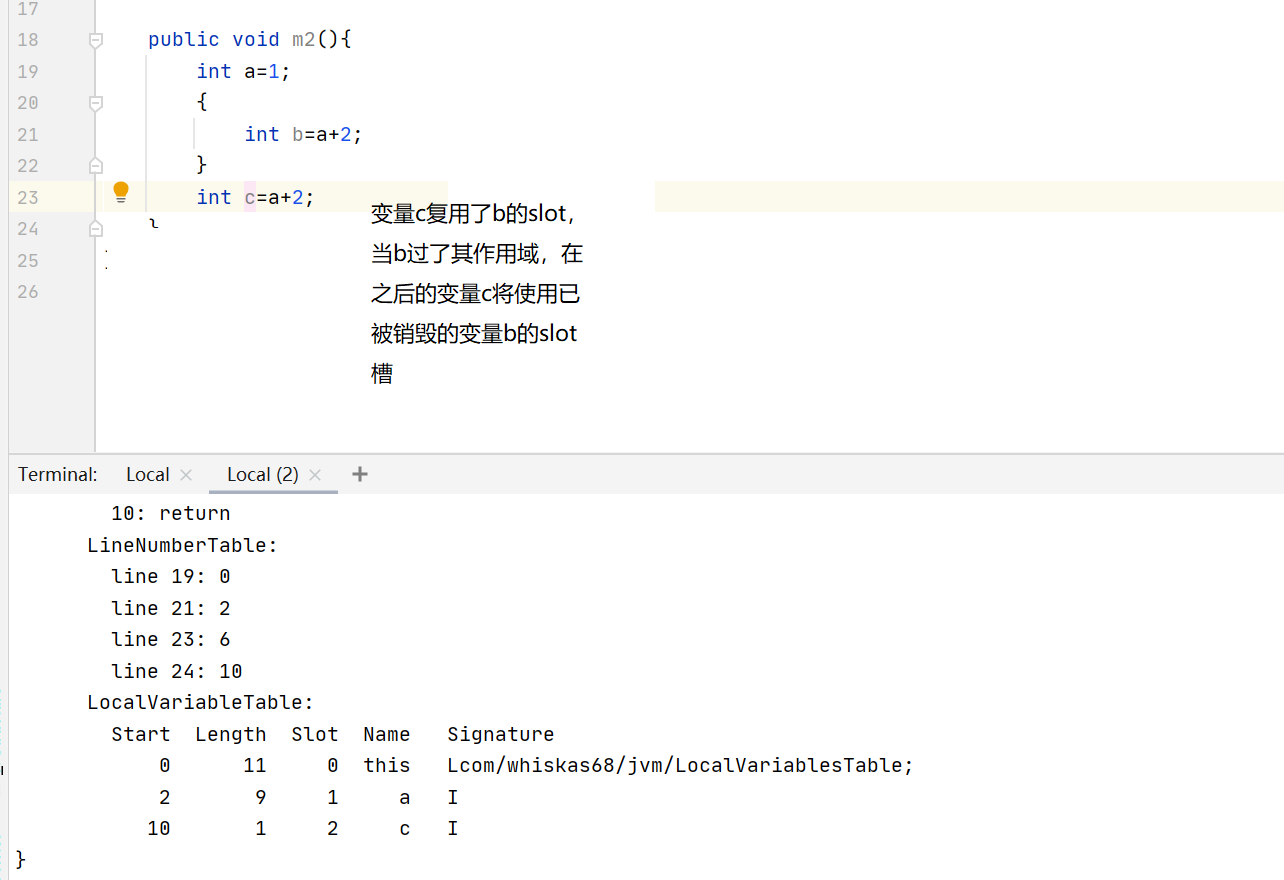 17
18 public void m2(){
19 int a=1;
20 {
21 int b=a+2;
22 }
23 int c=a+2;
24 }
25
26
变量c复用了b的slot，
当b过了其作用域，在
之后的变量c将使用已
被销毁的变量b的slot
槽
Terminal: Local × Local (2) × +
10: return
LineNumberTable:
line 19: 0
line 21: 2
line 23: 6
line 24: 10
LocalVariableTable:
Start Length Slot Name Signature
0 11 0 this Lcom/whiskas68/jvm/LocalVariablesTable;
2 9 1 a I
10 1 2 c I
}